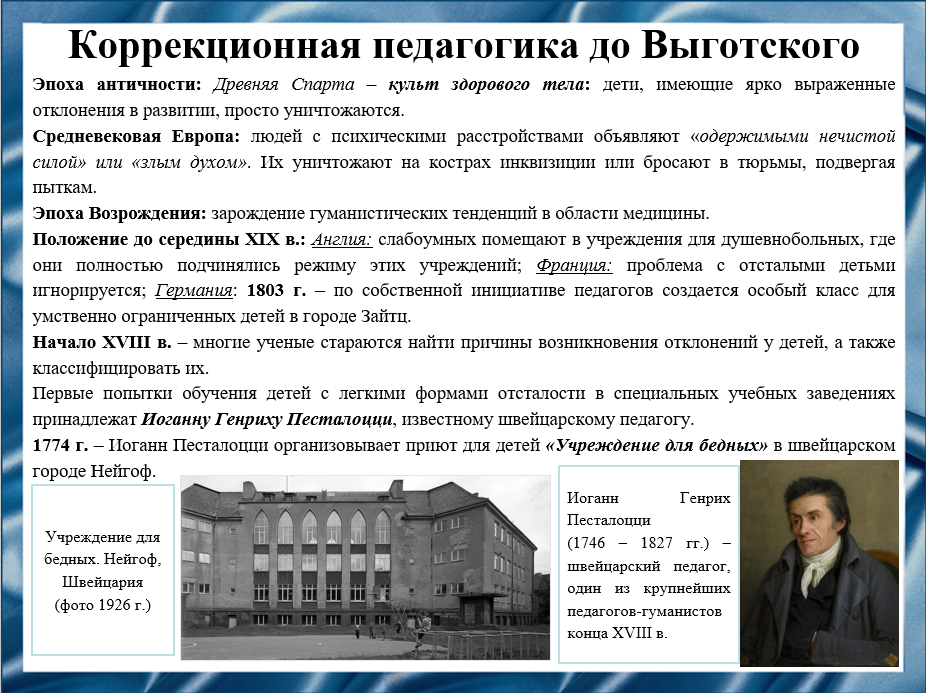 Коррекционная педагогика до Выготского
Эпоха античности: Древняя Спарта – культ здорового тела: дети, имеющие ярко выраженные
отклонения в развитии, просто уничтожаются.
Средневековая Европа: людей с психическими расстройствами объявляют «одержимыми нечистой
силой» или «злым духом». Их уничтожают на кострах инквизиции или бросают в тюрьмы, подвергая
пыткам.
Эпоха Возрождения: зарождение гуманистических тенденций в области медицины.
Положение до середины XIX в.: Англия: слабоумных помещают в учреждения для душевнобольных, где
они полностью подчинялись режиму этих учреждений; Франция: проблема с отсталыми детьми
игнорируется; Германия: 1803 г. – по собственной инициативе педагогов создается особый класс для
умственно ограниченных детей в городе Зайтц.
Начало XVIII в. – многие ученые стараются найти причины возникновения отклонений у детей, а также
классифицировать их.
Первые попытки обучения детей с легкими формами отсталости в специальных учебных заведениях
принадлежат Иоганну Генриху Песталоцци, известному швейцарскому педагогу.
1774 г. – Иоганн Песталоцци организовывает приют для детей «Учреждение для бедных» в швейцарском
городе Нейгоф.
Учреждение для
бедных. Нейгоф,
Швейцария
(фото 1926 г.)
Иоганн Генрих
Песталоцци
(1746 – 1827 гг.) –
швейцарский педагог,
один из крупнейших
педагогов-гуманистов
конца XVIII в.